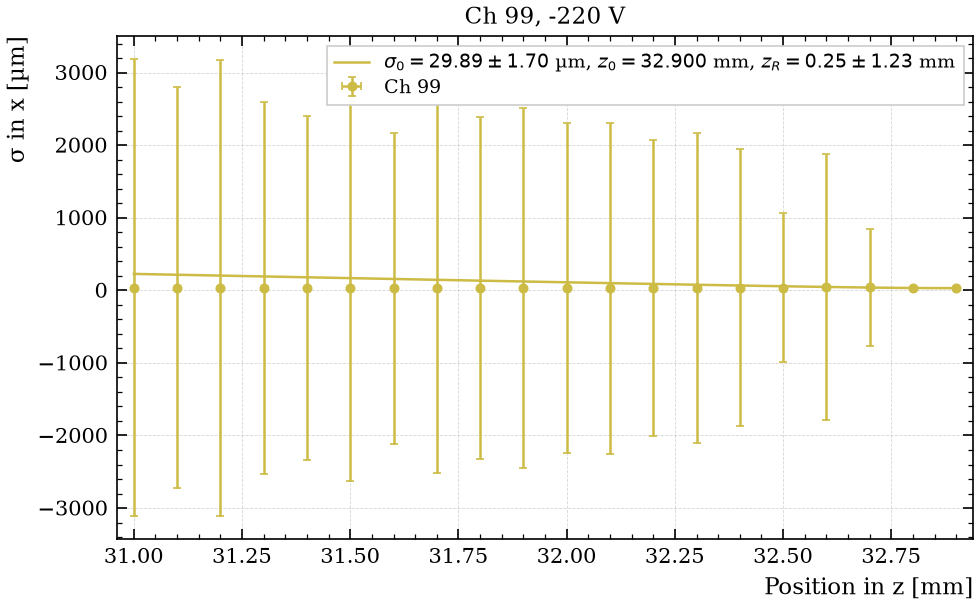 Ch 99, -220 V
σ in x [µm]
σ₀ = 29.89 ± 1.70 µm, z₀ = 32.900 mm, z_R = 0.25 ± 1.23 mm
Ch 99
3000
2000
1000
0
−1000
−2000
−3000
31.00 31.25 31.50 31.75 32.00 32.25 32.50 32.75
Position in z [mm]